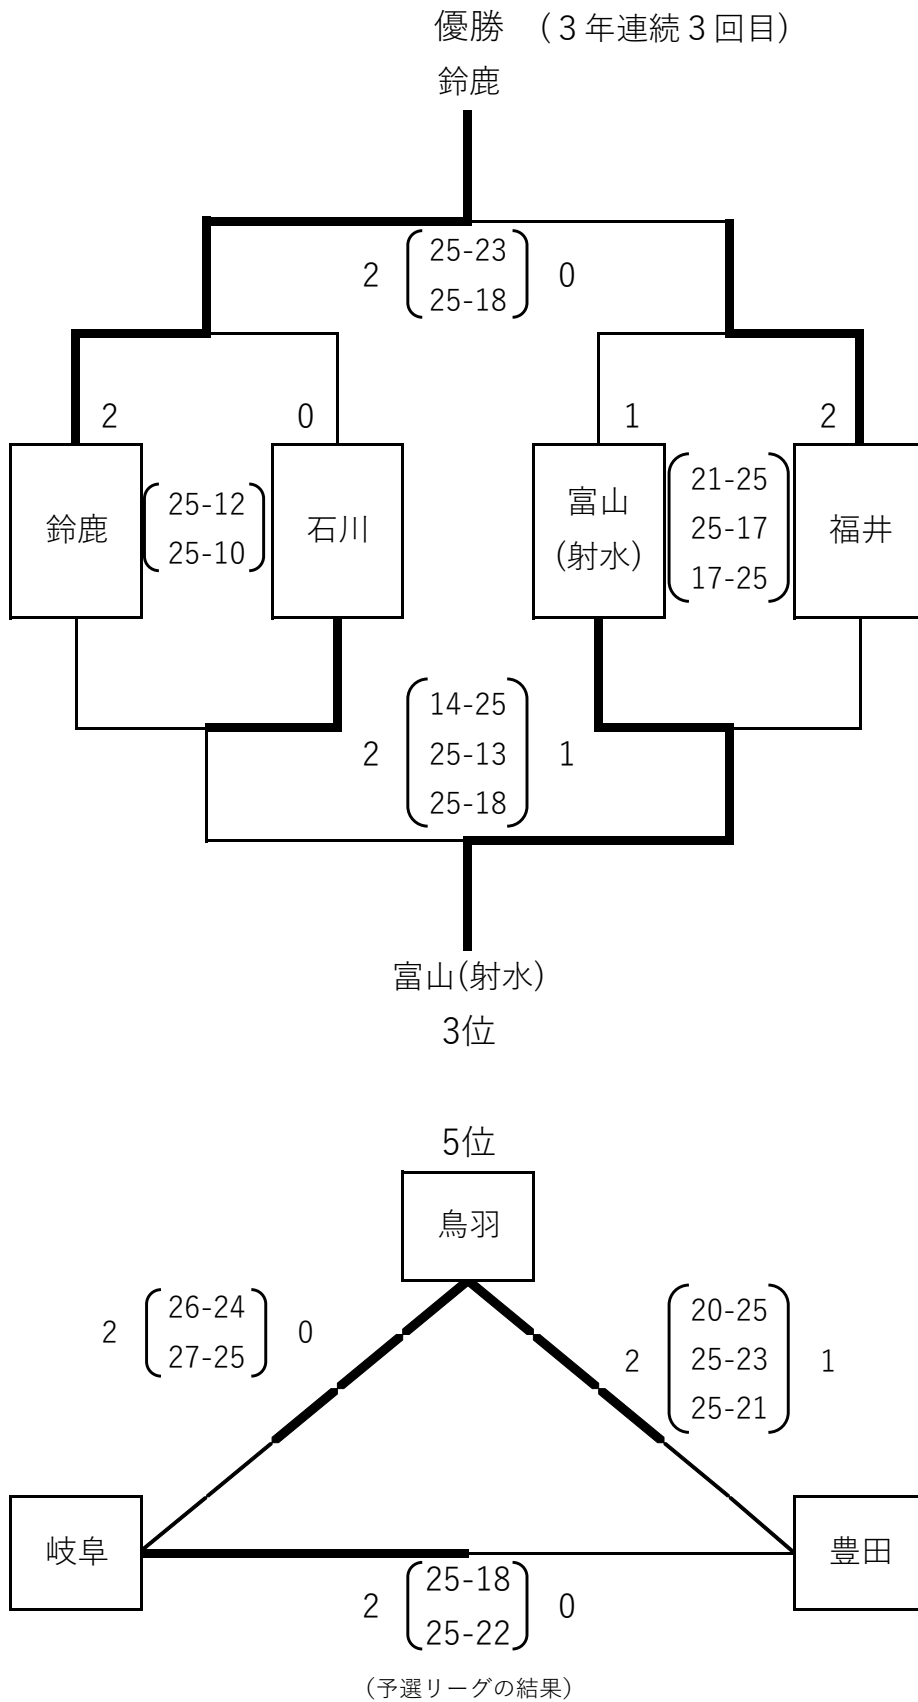 優勝 （３年連続３回目）
鈴鹿
2 25-23 0
25-18
2 0 1 2
鈴鹿 25-12 石川 富山 21-25 福井
25-10 (射水) 25-17
17-25
14-25
2 25-13 1
25-18
富山(射水)
3位
5位
鳥羽
2 26-24 0
27-25
20-25
2 25-23 1
25-21
岐阜 豊田
2 25-18 0
25-22
（予選リーグの結果）